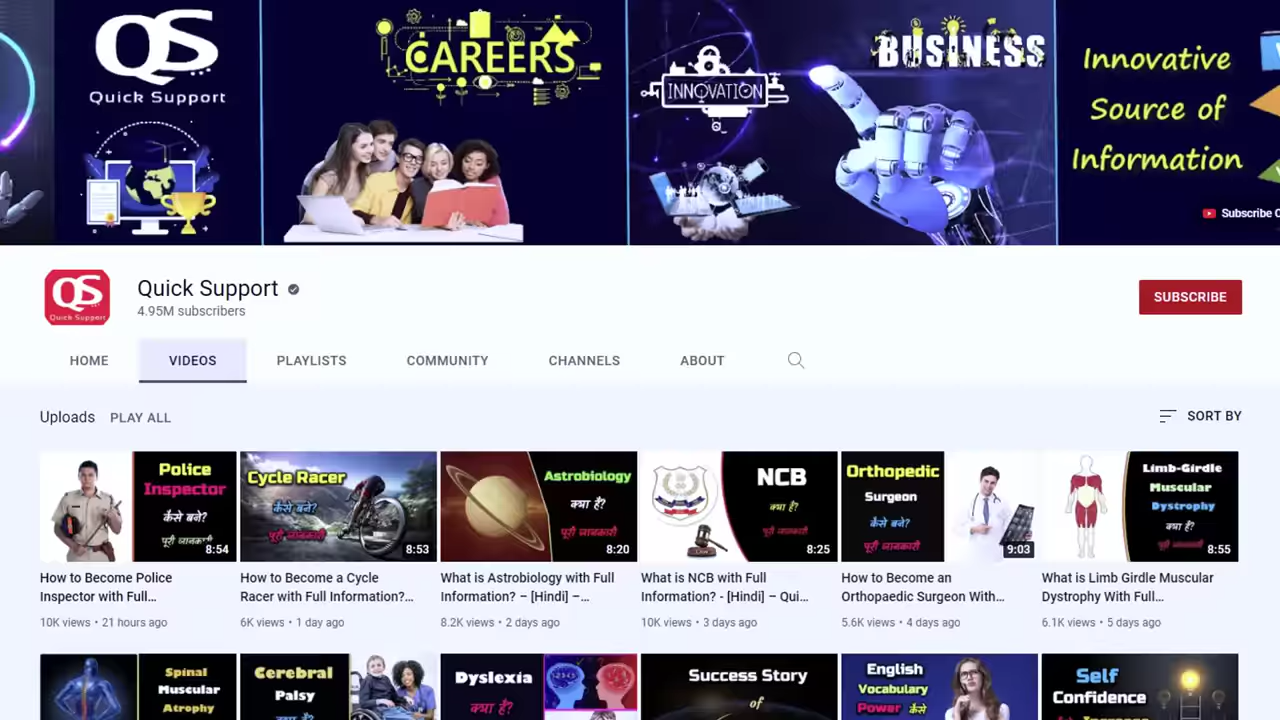 QS
Quick Support
CAREERS
INNOVATION
BUSINESS
Innovative
Source of
Information
Subscribe
QS
Quick Support
Quick Support
4.95M subscribers
SUBSCRIBE
HOME
VIDEOS
PLAYLISTS
COMMUNITY
CHANNELS
ABOUT
Uploads
PLAY ALL
SORT BY
Police
Inspector
कैसे बने?
पूरी जानकारी
8:54
Cycle Racer
कैसे बने?
पूरी जानकारी
8:53
Astrobiology
क्या है?
पूरी जानकारी
8:20
NCB
क्या है?
पूरी जानकारी
LAW
8:25
Orthopedic
Surgeon
कैसे बने?
पूरी जानकारी
9:03
Limb-Girdle
Muscular
Dystrophy
क्या है?
8:55
How to Become Police
Inspector with Full...
10K views • 21 hours ago
How to Become a Cycle
Racer with Full Information?...
6K views • 1 day ago
What is Astrobiology with Full
Information? – [Hindi] –...
8.2K views • 2 days ago
What is NCB with Full
Information? - [Hindi] – Qui...
10K views • 3 days ago
How to Become an
Orthopaedic Surgeon With...
5.6K views • 4 days ago
What is Limb Girdle Muscular
Dystrophy With Full...
6.1K views • 5 days ago
Spinal
Muscular
Atrophy
Cerebral
Palsy
क्या है?
Dyslexia
क्या है?
Success Story
of
English
Vocabulary
Power कैसे
Self
Confidence